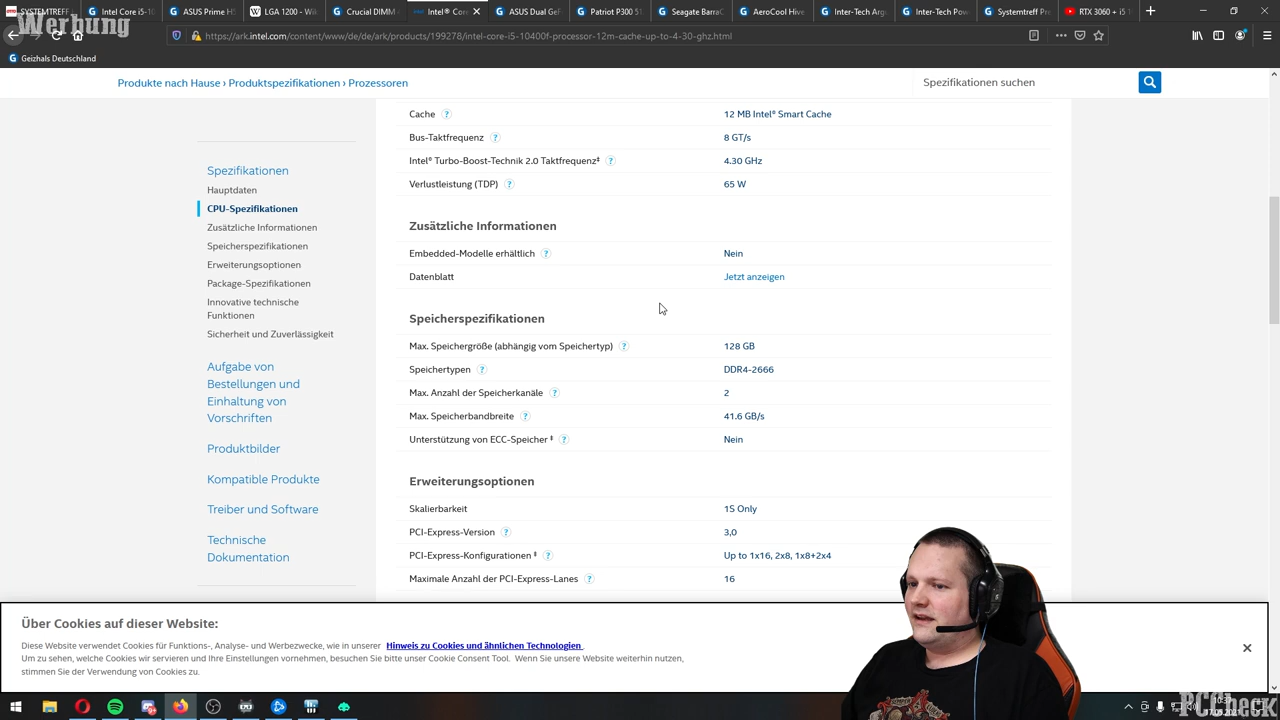 SYSTEMTREFF
Intel Core i5-10
ASUS Prime H5
LGA 1200 - Wik
Crucial DIMM
Intel® Core
ASUS Dual GeF
Patriot P300 51
Seagate BarraC
AeroCool Hive
Inter-Tech Argo
Inter-Tech Powe
Systemtreff Pre
RTX 3060 + i5 1
Werbung
https://ark.intel.com/content/www/de/de/ark/products/199278/intel-core-i5-10400f-processor-12m-cache-up-to-4-30-ghz.html
Geizhals Deutschland
Produkte nach Hause › Produktspezifikationen › Prozessoren
Spezifikationen suchen
Cache ? 12 MB Intel® Smart Cache
Bus-Taktfrequenz ? 8 GT/s
Intel® Turbo-Boost-Technik 2.0 Taktfrequenz‡ ? 4.30 GHz
Verlustleistung (TDP) ? 65 W
Zusätzliche Informationen
Embedded-Modelle erhältlich ? Nein
Datenblatt Jetzt anzeigen
Speicherspezifikationen
Max. Speichergröße (abhängig vom Speichertyp) ? 128 GB
Speichertypen ? DDR4-2666
Max. Anzahl der Speicherkanäle ? 2
Max. Speicherbandbreite ? 41.6 GB/s
Unterstützung von ECC-Speicher ‡ ? Nein
Erweiterungsoptionen
Skalierbarkeit 1S Only
PCI-Express-Version ? 3,0
PCI-Express-Konfigurationen ‡ ? Up to 1x16, 2x8, 1x8+2x4
Maximale Anzahl der PCI-Express-Lanes ? 16
Spezifikationen
Hauptdaten
CPU-Spezifikationen
Zusätzliche Informationen
Speicherspezifikationen
Erweiterungsoptionen
Package-Spezifikationen
Innovative technische
Funktionen
Sicherheit und Zuverlässigkeit
Aufgabe von
Bestellungen und
Einhaltung von
Vorschriften
Produktbilder
Kompatible Produkte
Treiber und Software
Technische
Dokumentation
Über Cookies auf dieser Website:
Diese Website verwendet Cookies für Funktions-, Analyse- und Werbezwecke, wie in unserer Hinweis zu Cookies und ähnlichen Technologien .
Um zu sehen, welche Cookies wir servieren und Ihre Einstellungen vornehmen, besuchen Sie bitte unser Cookie Consent Tool. Wenn Sie unsere Website weiterhin nutzen,
stimmen Sie der Verwendung von Cookies zu.
PCCheck